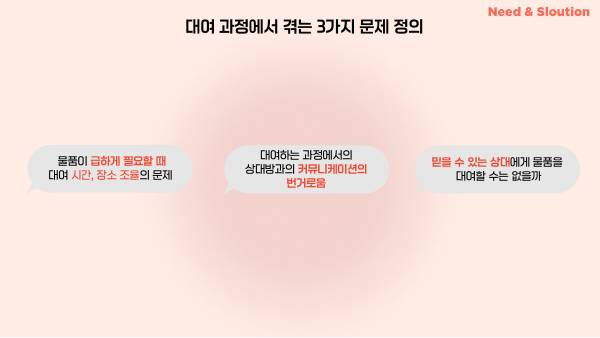 Need & Sloution
대여 과정에서 겪는 3가지 문제 정의
물품이 급하게 필요할 때
대여 시간, 장소 조율의 문제
대여하는 과정에서의
상대방과의 커뮤니케이션의
번거로움
믿을 수 있는 상대에게 물품을
대여할 수는 없을까